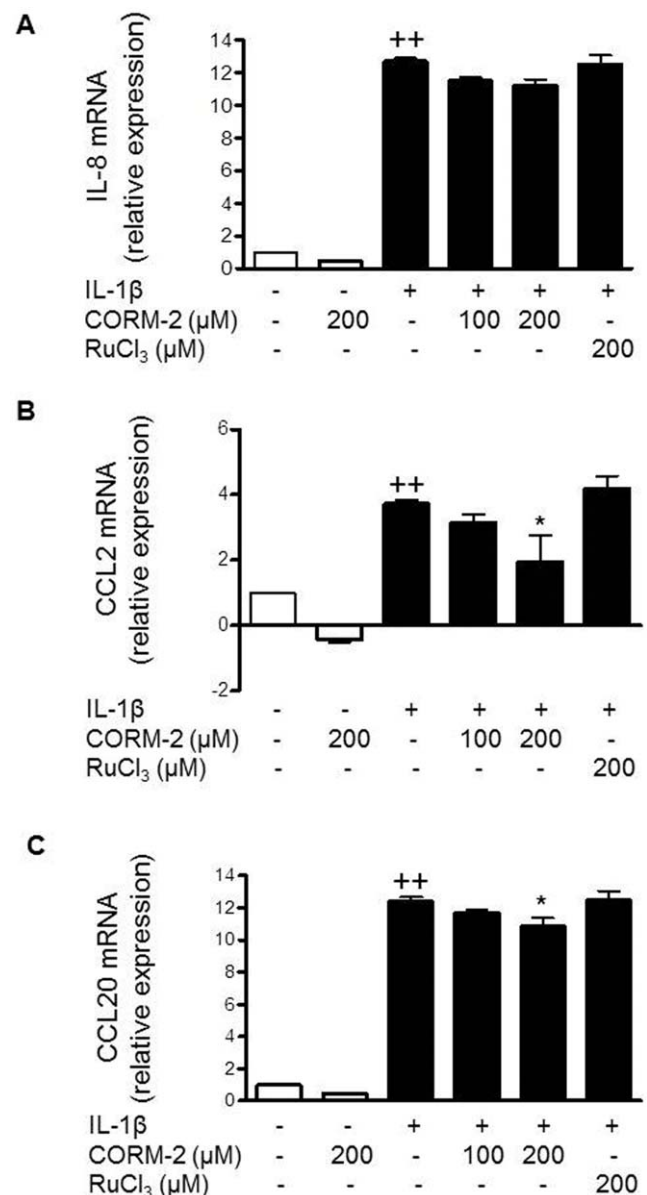 A
IL-8 mRNA
(relative expression)
14
12
10
8
6
4
2
0
++
IL-1β - - + + + +
CORM-2 (μM) - 200 - 100 200 -
RuCl₃ (μM) - - - - - 200
B
CCL2 mRNA
(relative expression)
6
4
2
0
-2
++
*
IL-1β - - + + + +
CORM-2 (μM) - 200 - 100 200 -
RuCl₃ (μM) - - - - - 200
C
CCL20 mRNA
(relative expression)
14
12
10
8
6
4
2
0
++
*
IL-1β - - + + + +
CORM-2 (μM) - 200 - 100 200 -
RuCl₃ (μM) - - - - - 200